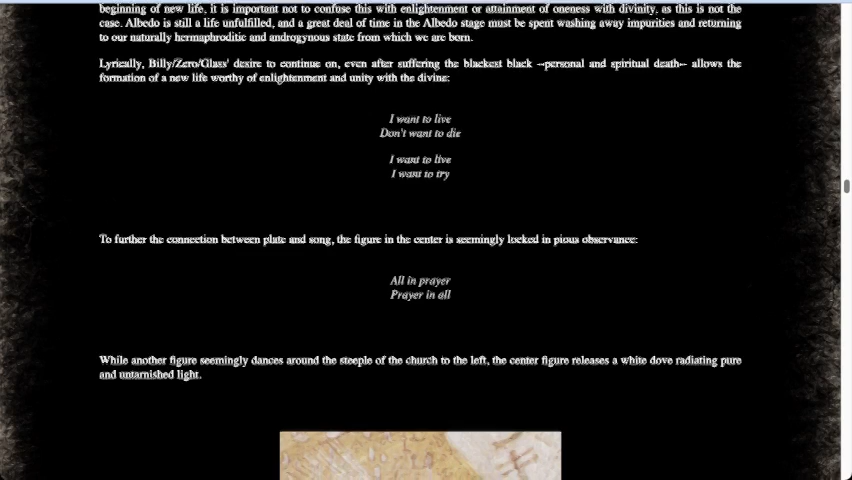 beginning of new life, it is important not to confuse this with enlightenment or attainment of oneness with divinity, as this is not the
case. Albedo is still a life unfulfilled, and a great deal of time in the Albedo stage must be spent washing away impurities and returning
to our naturally hermaphroditic and androgynous state from which we are born.
Lyrically, Billy/Zero/Glass' desire to continue on, even after suffering the blackest black --personal and spiritual death-- allows the
formation of a new life worthy of enlightenment and unity with the divine:
I want to live
Don't want to die
I want to live
I want to try
To further the connection between plate and song, the figure in the center is seemingly locked in pious observance:
All in prayer
Prayer in all
While another figure seemingly dances around the steeple of the church to the left, the center figure releases a white dove radiating pure
and untarnished light.